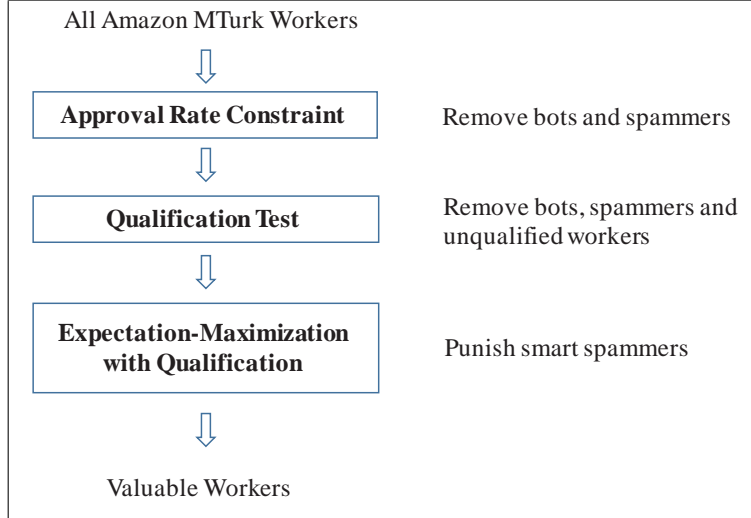 All Amazon MTurk Workers
Approval Rate Constraint
Remove bots and spammers
Qualification Test
Remove bots, spammers and
unqualified workers
Expectation-Maximization
with Qualification
Punish smart spammers
Valuable Workers